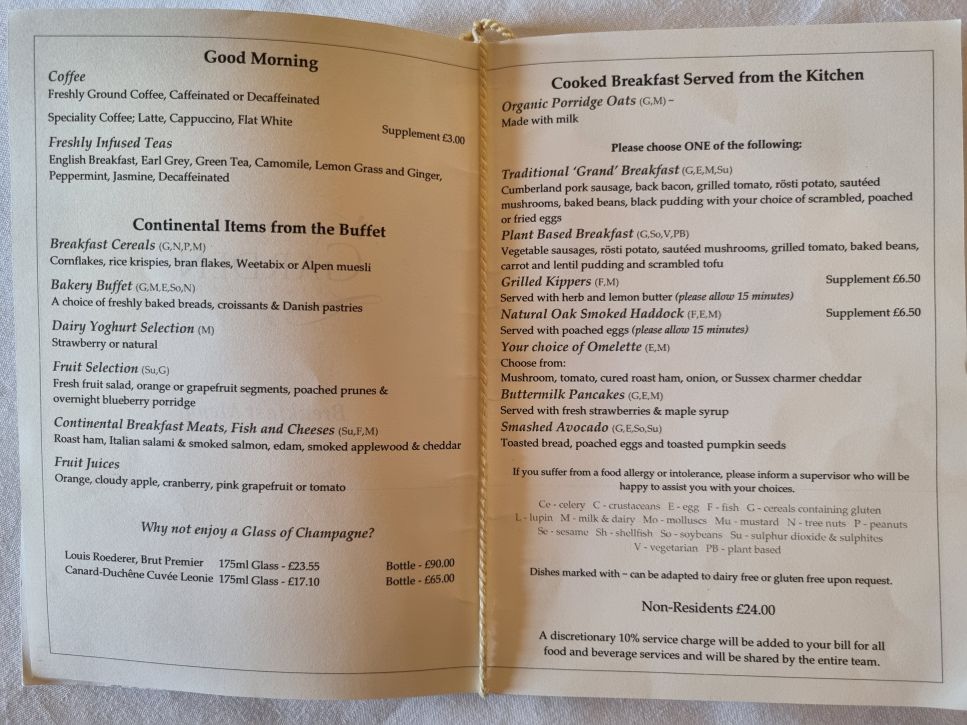 Good Morning
Coffee
Freshly Ground Coffee, Caffeinated or Decaffeinated
Speciality Coffee; Latte, Cappuccino, Flat White
Supplement £3.00
Freshly Infused Teas
English Breakfast, Earl Grey, Green Tea, Camomile, Lemon Grass and Ginger,
Peppermint, Jasmine, Decaffeinated
Continental Items from the Buffet
Breakfast Cereals (G,N,P,M)
Cornflakes, rice krispies, bran flakes, Weetabix or Alpen muesli
Bakery Buffet (G,M,E,So,N)
A choice of freshly baked breads, croissants & Danish pastries
Dairy Yoghurt Selection (M)
Strawberry or natural
Fruit Selection (Su,G)
Fresh fruit salad, orange or grapefruit segments, poached prunes &
overnight blueberry porridge
Continental Breakfast Meats, Fish and Cheeses (Su,F,M)
Roast ham, Italian salami & smoked salmon, edam, smoked applewood & cheddar
Fruit Juices
Orange, cloudy apple, cranberry, pink grapefruit or tomato
Why not enjoy a Glass of Champagne?
Louis Roederer, Brut Premier 175ml Glass - £23.55 Bottle - £90.00
Canard-Duchêne Cuvée Leonie 175ml Glass - £17.10 Bottle - £65.00
Cooked Breakfast Served from the Kitchen
Organic Porridge Oats (G,M) ~
Made with milk
Please choose ONE of the following:
Traditional 'Grand' Breakfast (G,E,M,Su)
Cumberland pork sausage, back bacon, grilled tomato, rösti potato, sautéed
mushrooms, baked beans, black pudding with your choice of scrambled, poached
or fried eggs
Plant Based Breakfast (G,So,V,PB)
Vegetable sausages, rösti potato, sautéed mushrooms, grilled tomato, baked beans,
carrot and lentil pudding and scrambled tofu
Grilled Kippers (F,M) Supplement £6.50
Served with herb and lemon butter (please allow 15 minutes)
Natural Oak Smoked Haddock (F,E,M) Supplement £6.50
Served with poached eggs (please allow 15 minutes)
Your choice of Omelette (E,M)
Choose from:
Mushroom, tomato, cured roast ham, onion, or Sussex charmer cheddar
Buttermilk Pancakes (G,E,M)
Served with fresh strawberries & maple syrup
Smashed Avocado (G,E,So,Su)
Toasted bread, poached eggs and toasted pumpkin seeds
If you suffer from a food allergy or intolerance, please inform a supervisor who will be
happy to assist you with your choices.
Ce - celery C - crustaceans E - egg F - fish G - cereals containing gluten
L - lupin M - milk & dairy Mo - molluscs Mu - mustard N - tree nuts P - peanuts
Se - sesame Sh - shellfish So - soybeans Su - sulphur dioxide & sulphites
V - vegetarian PB - plant based
Dishes marked with ~ can be adapted to dairy free or gluten free upon request.
Non-Residents £24.00
A discretionary 10% service charge will be added to your bill for all
food and beverage services and will be shared by the entire team.